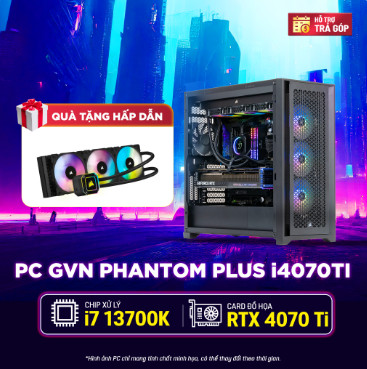 HỖ TRỢ
TRẢ GÓP
QUÀ TẶNG HẤP DẪN
PC GVN PHANTOM PLUS i4070TI
CHIP XỬ LÝ
i7 13700K
CARD ĐỒ HỌA
RTX 4070 Ti
*Hình ảnh PC chỉ mang tính chất minh họa, có thể thay đổi theo thời gian.